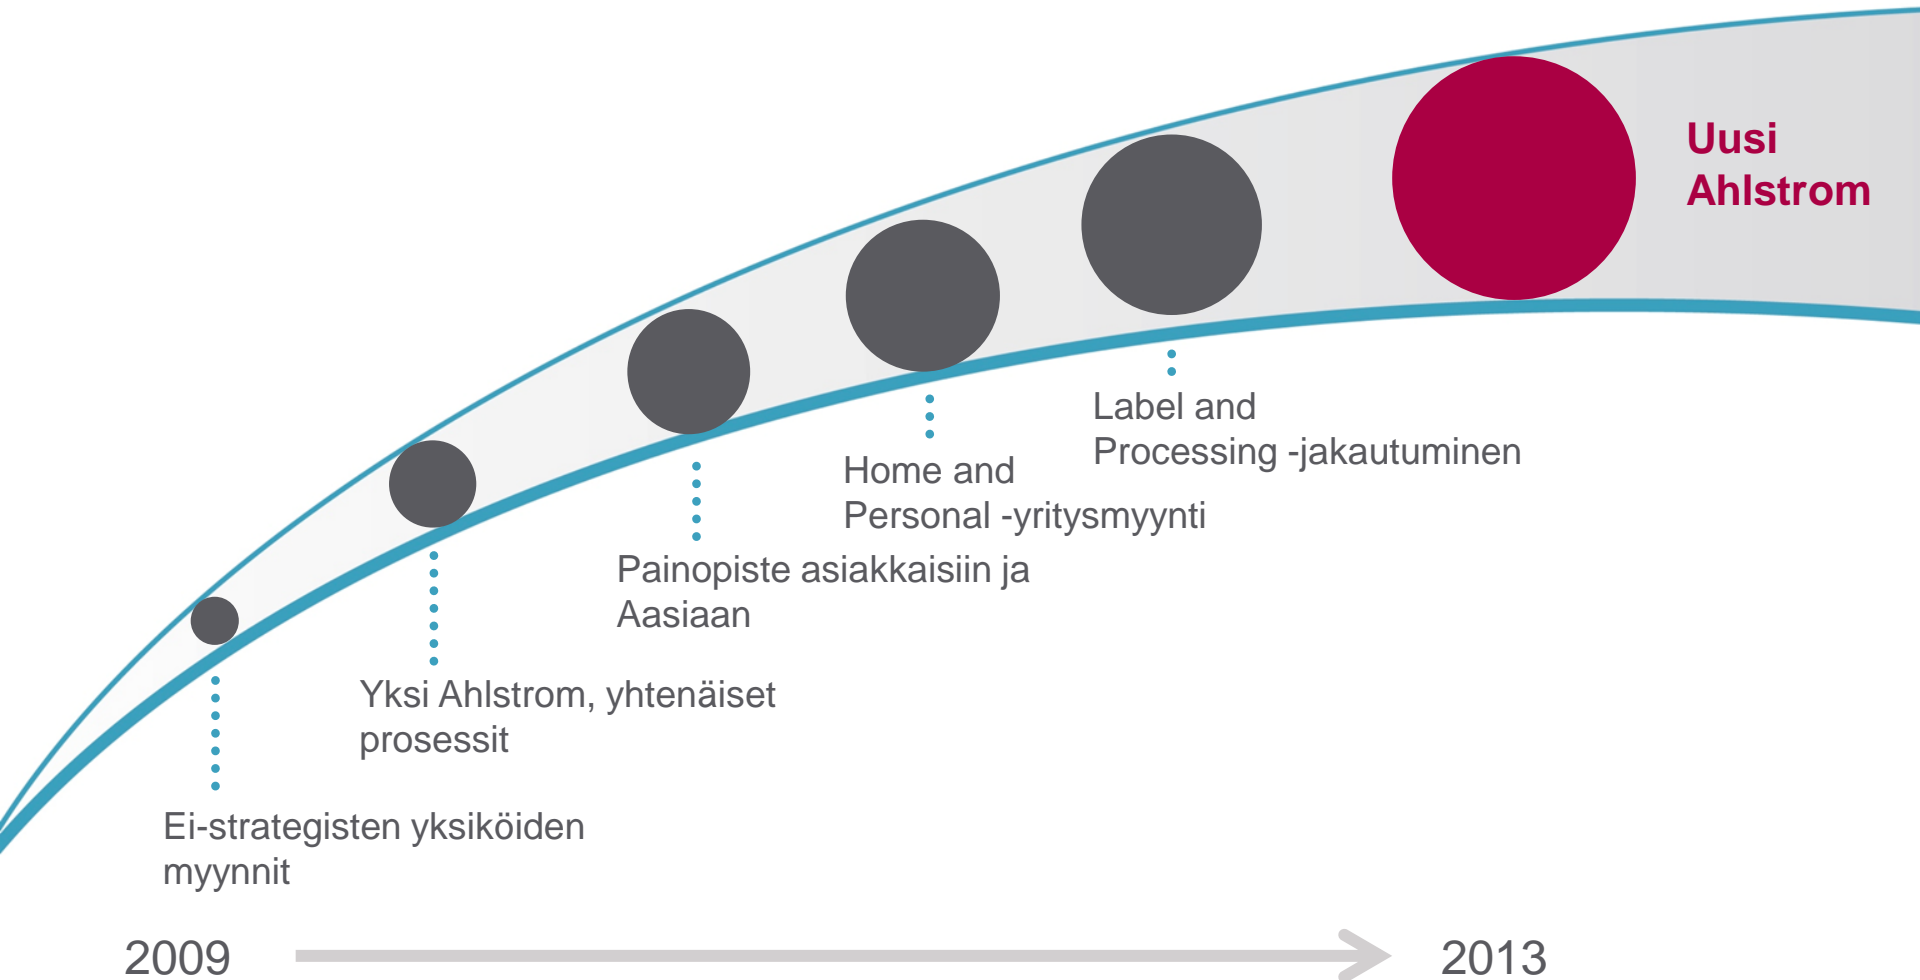 Uusi
Ahlstrom
Label and
Processing -jakautuminen
Home and
Personal -yritysmyynti
Painopiste asiakkaisiin ja
Aasiaan
Yksi Ahlstrom, yhtenäiset
prosessit
Ei-strategisten yksiköiden
myynnit
2009
2013